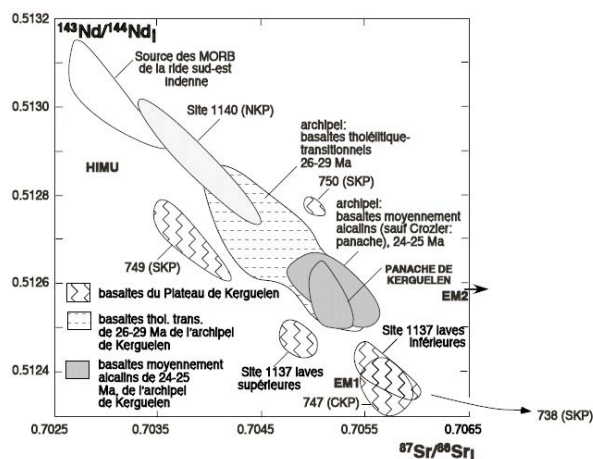 0.5132
143Nd/144NdI
Source des MORB
de la ride sud-est
indenne
0.5130
Site 1140 (NKP)
archipel:
basaltes tholéiitique-
transitionnels
26-29 Ma
HIMU
750 (SKP)
0.5128
archipel:
basaltes moyennement
alcalins (sauf Crozier:
panache), 24-25 Ma
749 (SKP)
PANACHE DE
KERGUELEN
0.5126
EM2
basaltes du Plateau de Kerguelen
basaltes thol. trans.
de 26-29 Ma de l'archipel
de Kerguelen
Site 1137 laves
inférieures
0.5124
basaltes moyennement
alcalins de 24-25
Ma, de l'archipel
de Kerguelen
Site 1137 laves
supérieures
EM1
747 (CKP)
738 (SKP)
0.7025
0.7035
0.7045
0.7055
0.7065
87Sr/86SrI